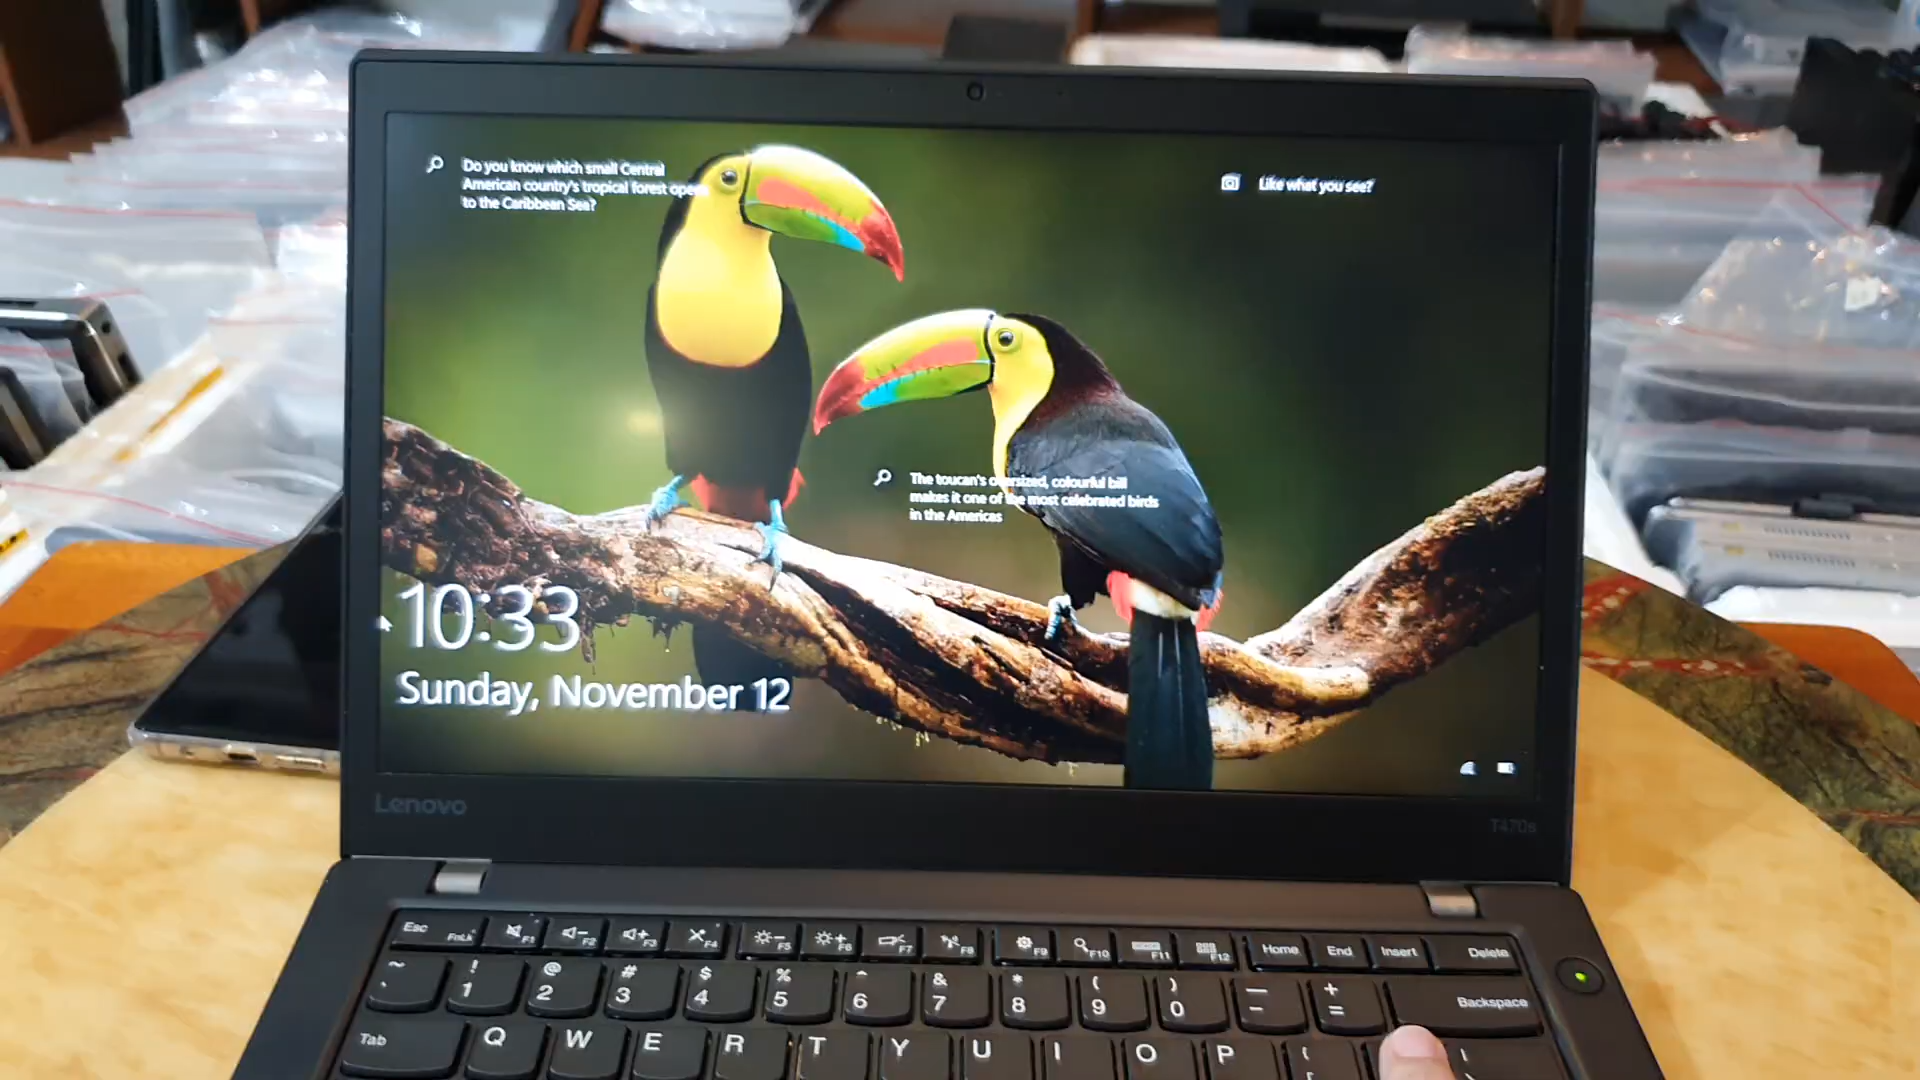 Do you know which small Central
American country's tropical forest opens
to the Caribbean Sea?
Like what you see?
The toucan's oversized, colourful bill
makes it one of the most celebrated birds
in the Americas
10:33
Sunday, November 12
Lenovo
T470s
Esc FnLk F1 F2 F3 F4 F5 F6 F7 F8 F9 F10 F11 F12 Home End Insert Delete
~ ! @ # $ % ^ & * ( ) — +
` 1 2 3 4 5 6 7 8 9 0 - = Backspace
Tab Q W E R T Y U I O P { [